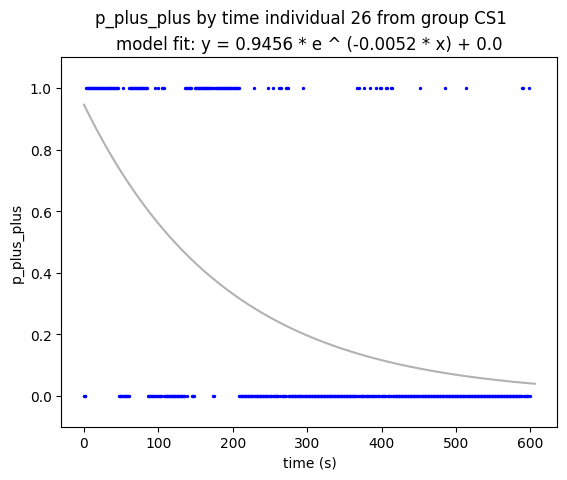 p_plus_plus by time individual 26 from group CS1
model fit: y = 0.9456 * e ^ (-0.0052 * x) + 0.0
1.0
0.8
0.6
0.4
0.2
0.0
p_plus_plus
0 100 200 300 400 500 600
time (s)